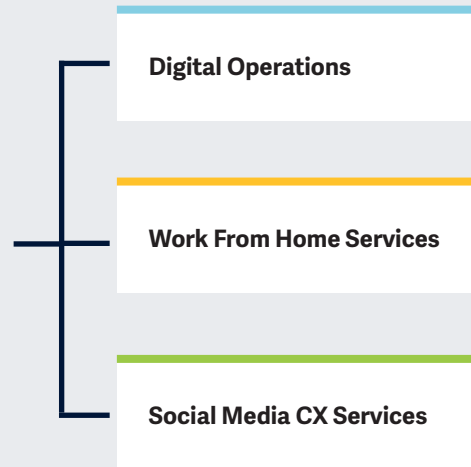 Digital Operations
Work From Home Services
Social Media CX Services